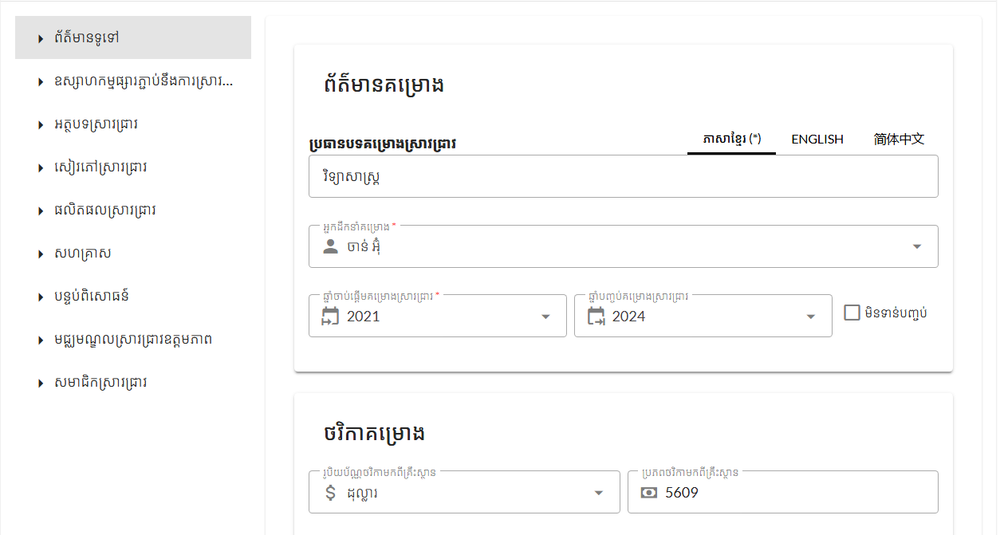 ព័ត៌មានទូទៅ
ឧស្សាហកម្មផ្សារភ្ជាប់នឹងការស្រារ...
អត្ថបទស្រាវជ្រាវ
សៀវភៅស្រាវជ្រាវ
ផលិតផលស្រាវជ្រាវ
សហគ្រាស
បន្ទប់ពិសោធន៍
មជ្ឈមណ្ឌលស្រាវជ្រាវឧត្តមភាព
សមាជិកស្រាវជ្រាវ
ព័ត៌មានគម្រោង
ប្រធានបទគម្រោងស្រាវជ្រាវ
ភាសាខ្មែរ (*) ENGLISH 简体中文
វិទ្យាសាស្ត្រ
អ្នកដឹកនាំគម្រោង *
ចាន់ អ៊ុំ
ឆ្នាំចាប់ផ្តើមគម្រោងស្រាវជ្រាវ * ឆ្នាំបញ្ចប់គម្រោងស្រាវជ្រាវ
2021 2024 មិនទាន់បញ្ចប់
ថវិកាគម្រោង
រូបិយប័ណ្ណថវិកាមកពីគ្រឹះស្ថាន ប្រភពថវិកាមកពីគ្រឹះស្ថាន
ដុល្លារ 5609